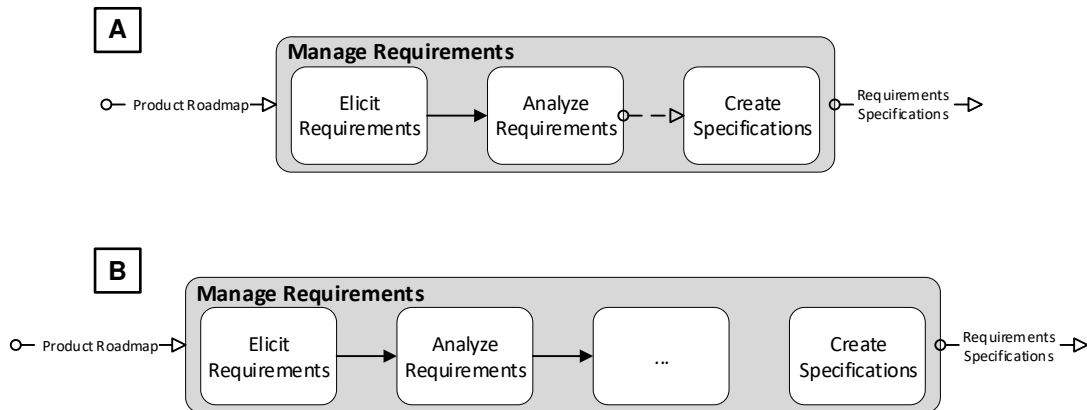 A
Manage Requirements
Product Roadmap
Elicit
Requirements
Analyze
Requirements
Create
Specifications
Requirements
Specifications
B
Manage Requirements
Product Roadmap
Elicit
Requirements
Analyze
Requirements
...
Create
Specifications
Requirements
Specifications